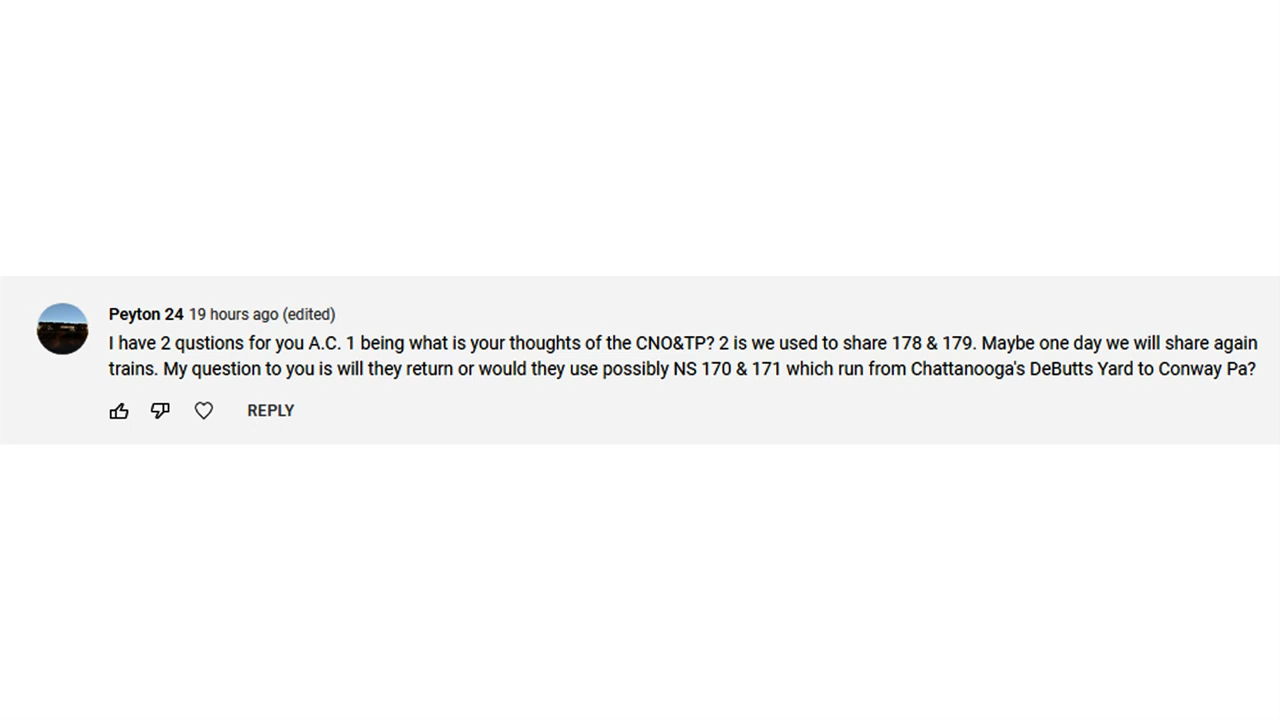 Peyton 24 19 hours ago (edited)
I have 2 qustions for you A.C. 1 being what is your thoughts of the CNO&TP? 2 is we used to share 178 & 179. Maybe one day we will share again
trains. My question to you is will they return or would they use possibly NS 170 & 171 which run from Chattanooga's DeButts Yard to Conway Pa?
REPLY